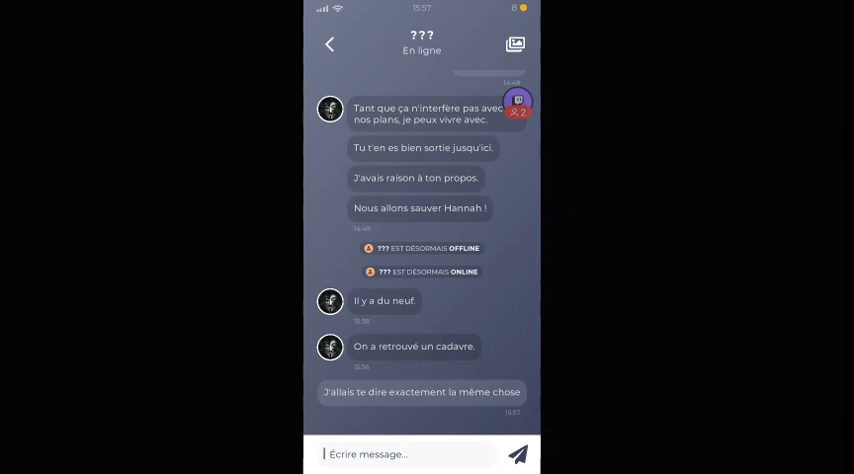 15:57
8
???
En ligne
14:48
Tant que ça n'interfère pas avec
nos plans, je peux vivre avec.
2
Tu t'en es bien sortie jusqu'ici.
J'avais raison à ton propos.
Nous allons sauver Hannah !
14:49
??? EST DÉSORMAIS OFFLINE
??? EST DÉSORMAIS ONLINE
Il y a du neuf.
15:38
On a retrouvé un cadavre.
15:56
J'allais te dire exactement la même chose
15:57
Écrire message...